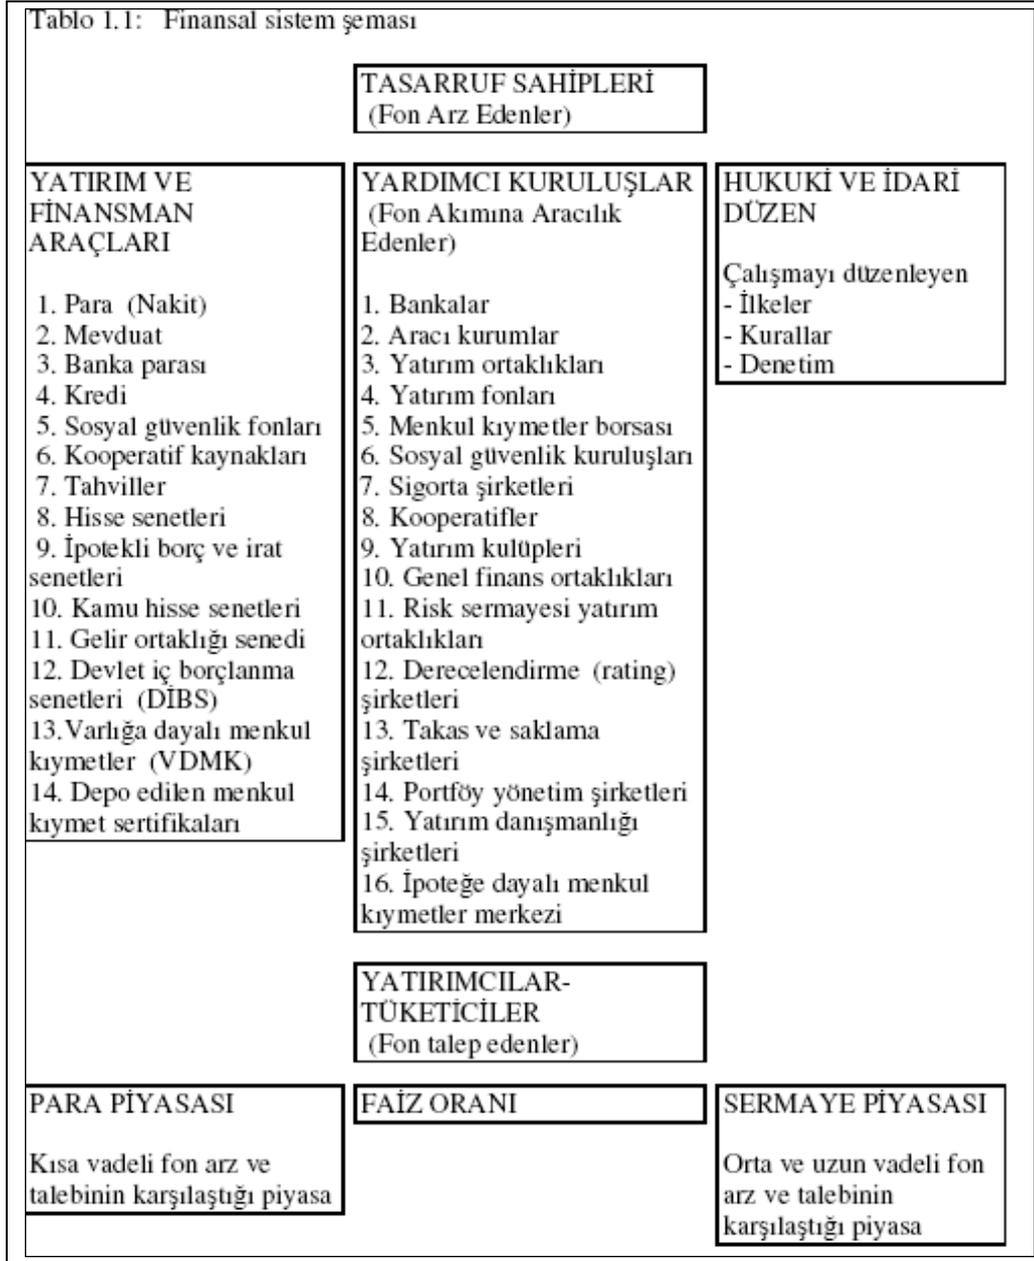 Tablo 1.1: Finansal sistem şeması
TASARRUF SAHİPLERİ
(Fon Arz Edenler)
YATIRIM VE
FİNANSMAN
ARAÇLARI
1. Para (Nakit)
2. Mevduat
3. Banka parası
4. Kredi
5. Sosyal güvenlik fonları
6. Kooperatif kaynakları
7. Tahviller
8. Hisse senetleri
9. İpotekli borç ve irat
senetleri
10. Kamu hisse senetleri
11. Gelir ortaklığı senedi
12. Devlet iç borçlanma
senetleri (DİBS)
13.Varlığa dayalı menkul
kıymetler (VDMK)
14. Depo edilen menkul
kıymet sertifikaları
YARDIMCI KURULUŞLAR
(Fon Akımına Aracılık
Edenler)
1. Bankalar
2. Aracı kurumlar
3. Yatırım ortaklıkları
4. Yatırım fonları
5. Menkul kıymetler borsası
6. Sosyal güvenlik kuruluşları
7. Sigorta şirketleri
8. Kooperatifler
9. Yatırım kulüpleri
10. Genel finans ortaklıkları
11. Risk sermayesi yatırım
ortaklıkları
12. Derecelendirme (rating)
şirketleri
13. Takas ve saklama
şirketleri
14. Portföy yönetim şirketleri
15. Yatırım danışmanlığı
şirketleri
16. İpoteğe dayalı menkul
kıymetler merkezi
HUKUKİ VE İDARİ
DÜZEN
Çalışmayı düzenleyen
- İlkeler
- Kurallar
- Denetim
YATIRIMCILAR-
TÜKETİCİLER
(Fon talep edenler)
PARA PİYASASI
Kısa vadeli fon arz ve
talebinin karşılaştığı piyasa
FAİZ ORANI
SERMAYE PİYASASI
Orta ve uzun vadeli fon
arz ve talebinin
karşılaştığı piyasa